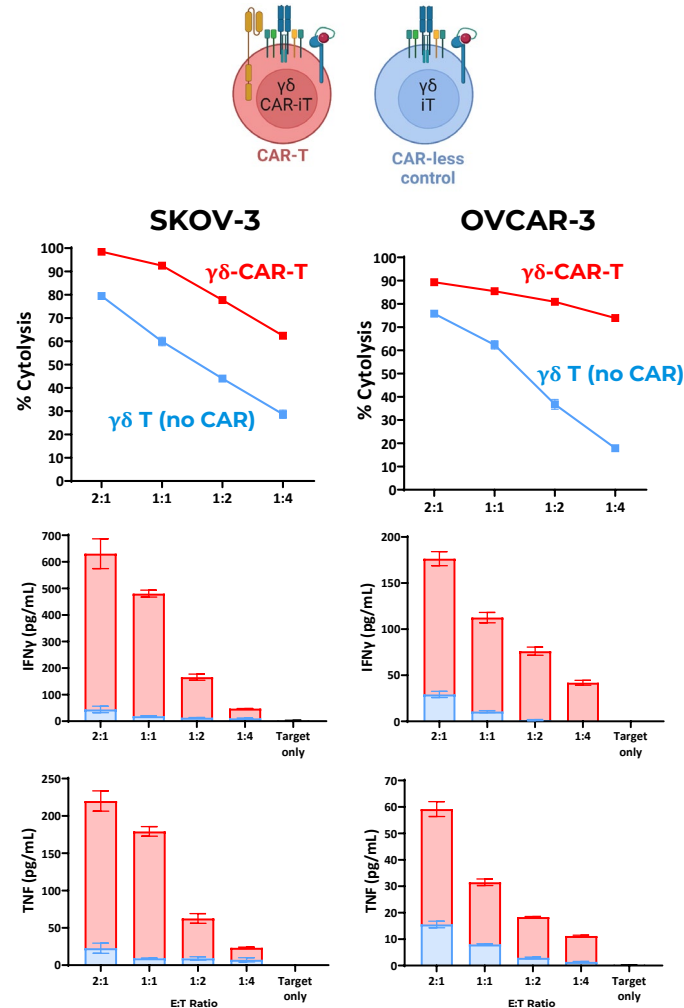 γδ
CAR-iT
γδ
iT
CAR-T
CAR-less
control
SKOV-3
OVCAR-3
% Cytolysis
100
90
80
70
60
50
40
30
20
10
0
γδ-CAR-T
γδ T (no CAR)
2:1 1:1 1:2 1:4
% Cytolysis
100
90
80
70
60
50
40
30
20
10
0
γδ-CAR-T
γδ T (no CAR)
2:1 1:1 1:2 1:4
IFNγ (pg/mL)
700
600
500
400
300
200
100
0
2:1 1:1 1:2 1:4 Target
only
IFNγ (pg/mL)
200
150
100
50
0
2:1 1:1 1:2 1:4 Target
only
TNF (pg/mL)
250
200
150
100
50
0
2:1 1:1 1:2 1:4 Target
only
E:T Ratio
TNF (pg/mL)
70
60
50
40
30
20
10
0
2:1 1:1 1:2 1:4 Target
only
E:T Ratio